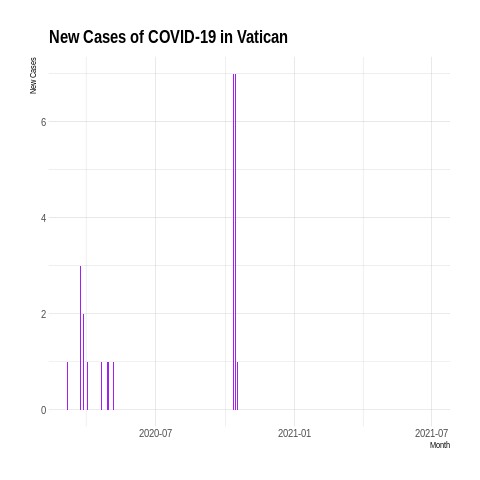 New Cases of COVID-19 in Vatican
New Cases
6
4
2
0
2020-07
2021-01
2021-07
Month